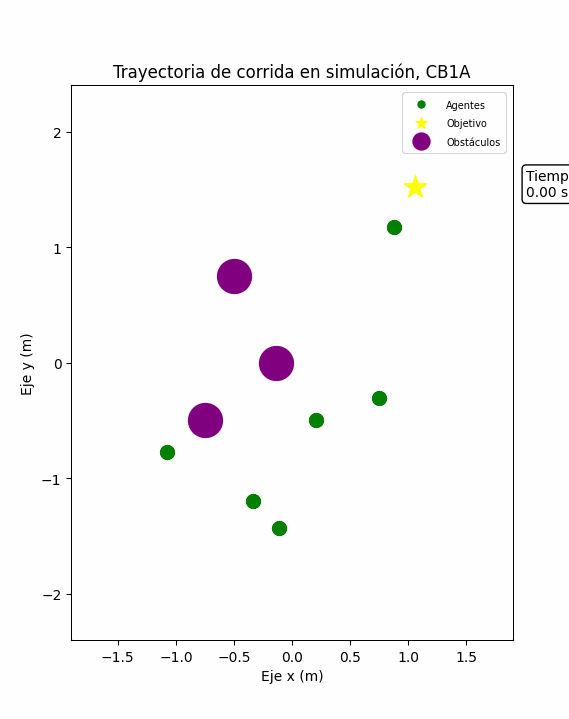 Trayectoria de corrida en simulación, CB1A
Agentes
Objetivo
Obstáculos
0.00 s
2
1
0
−1
−2
Eje y (m)
−1.5 −1.0 −0.5 0.0 0.5 1.0 1.5
Eje x (m)